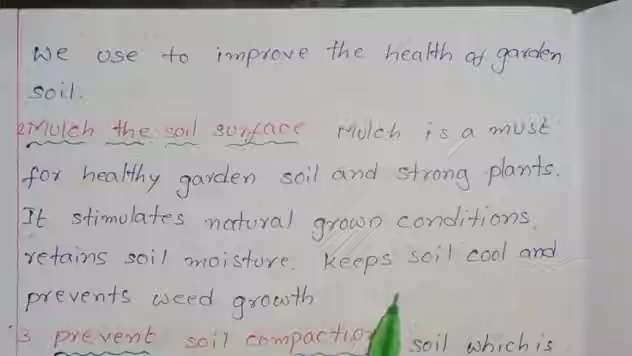 We use to improve the health of garden
soil.
2. Mulch the soil surface Mulch is a must
for healthy garden soil and strong plants.
It stimulates natural grown conditions,
retains soil moisture. keeps soil cool and
prevents weed growth
3 prevent soil compaction soil which is